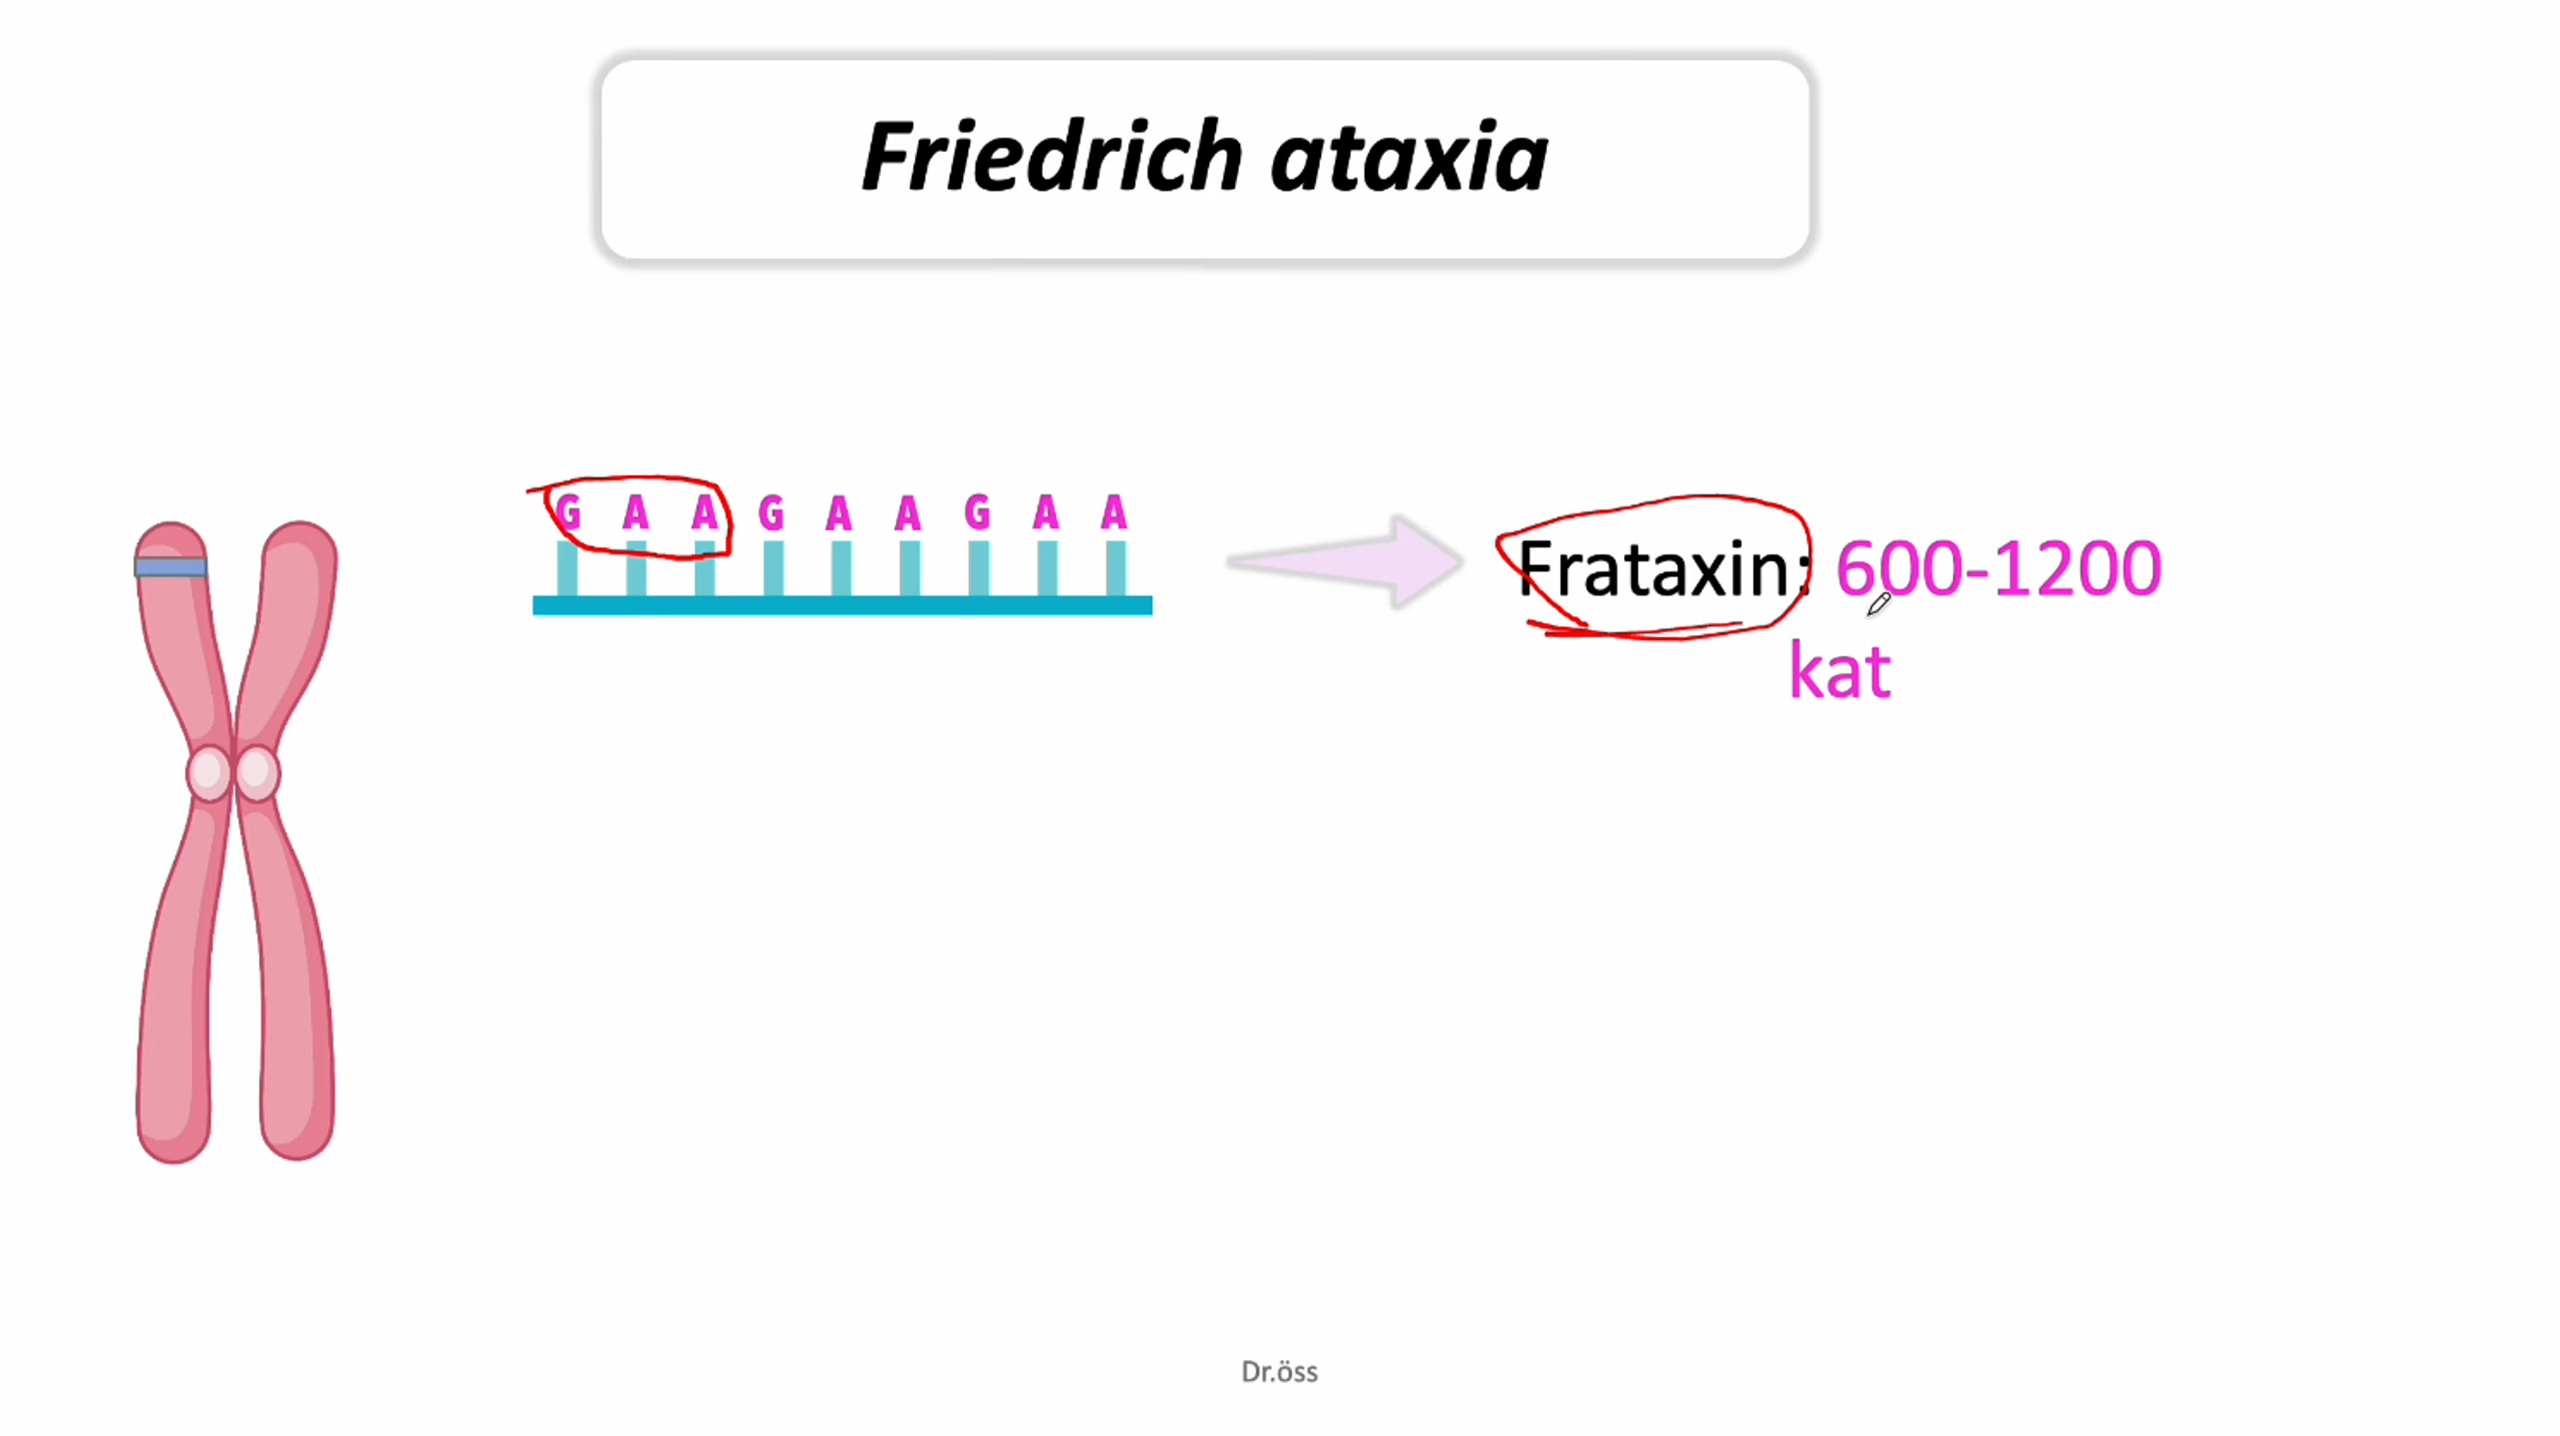 Friedrich ataxia
G A A G A A G A A
Frataxin: 600-1200
kat
Dr.öss